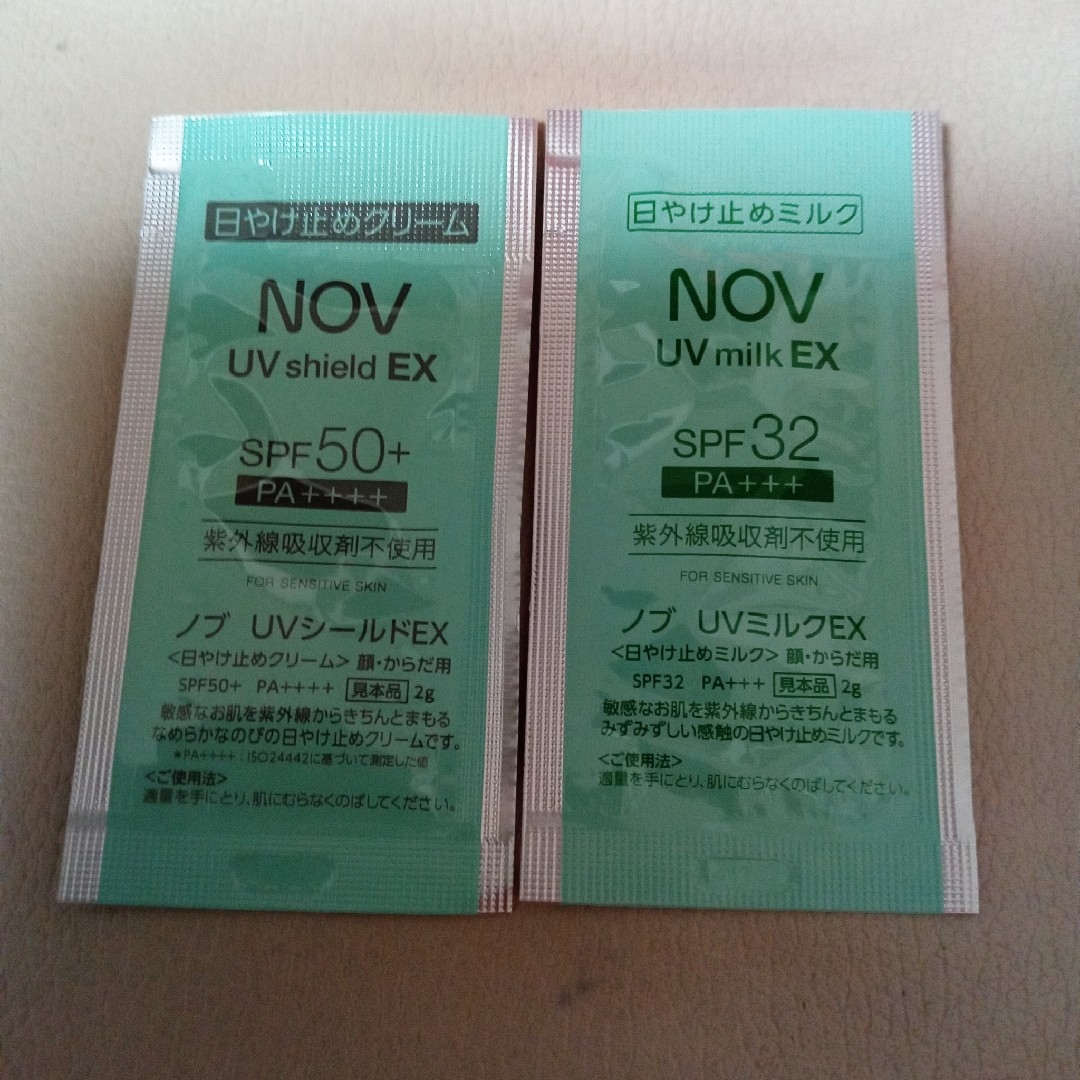 日やけ止めクリーム
NOV
UV shield EX
SPF50+
PA++++
紫外線吸収剤不使用
FOR SENSITIVE SKIN
ノブ UVシールドEX
<日やけ止めクリーム> 顔・からだ用
SPF50+ PA++++ 見本品 2g
敏感なお肌を紫外線からきちんとまもる
なめらかなのびの日やけ止めクリームです。
*PA++++:ISO24442に基づいて測定した値
<ご使用法>
適量を手にとり、肌にむらなくのばしてください。
日やけ止めミルク
NOV
UV milk EX
SPF32
PA+++
紫外線吸収剤不使用
FOR SENSITIVE SKIN
ノブ UVミルクEX
<日やけ止めミルク> 顔・からだ用
SPF32 PA+++ 見本品 2g
敏感なお肌を紫外線からきちんとまもる
みずみずしい感触の日やけ止めミルクです。
<ご使用法>
適量を手にとり、肌にむらなくのばしてください。